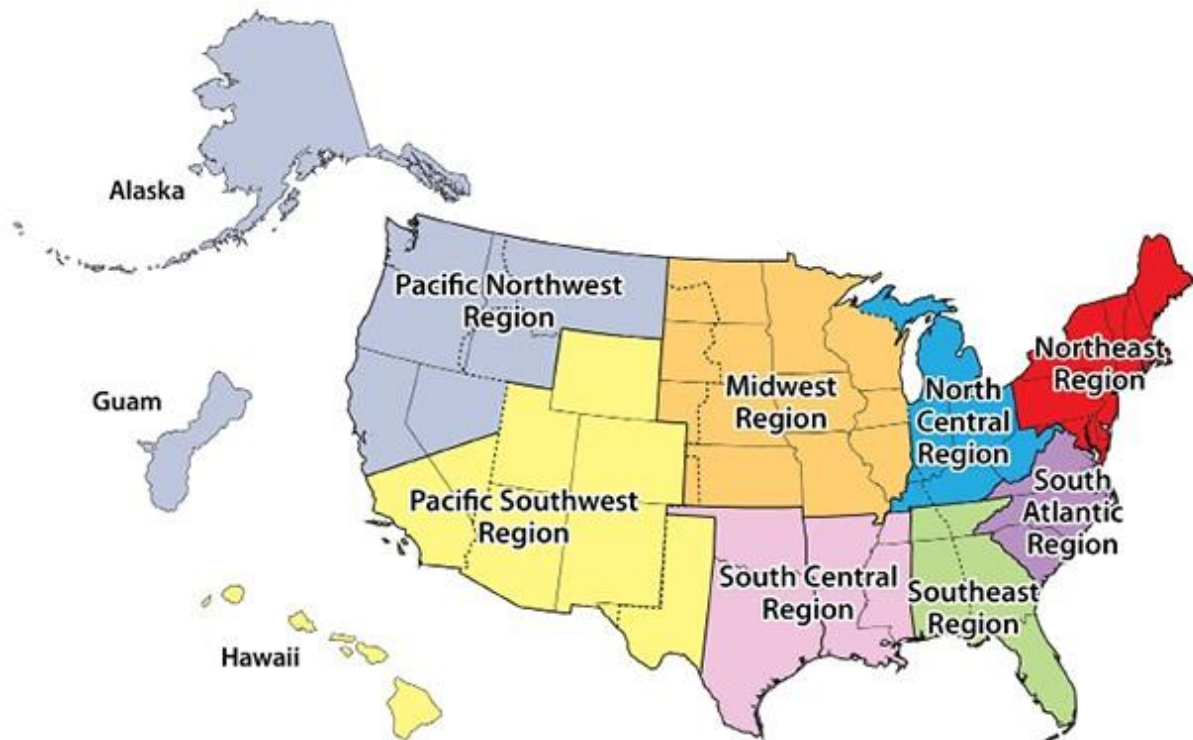 Alaska
Pacific Northwest
Region
Northeast
Region
Guam
Midwest
Region
North
Central
Region
Pacific Southwest
Region
South
Atlantic
Region
South Central
Region
Southeast
Region
Hawaii